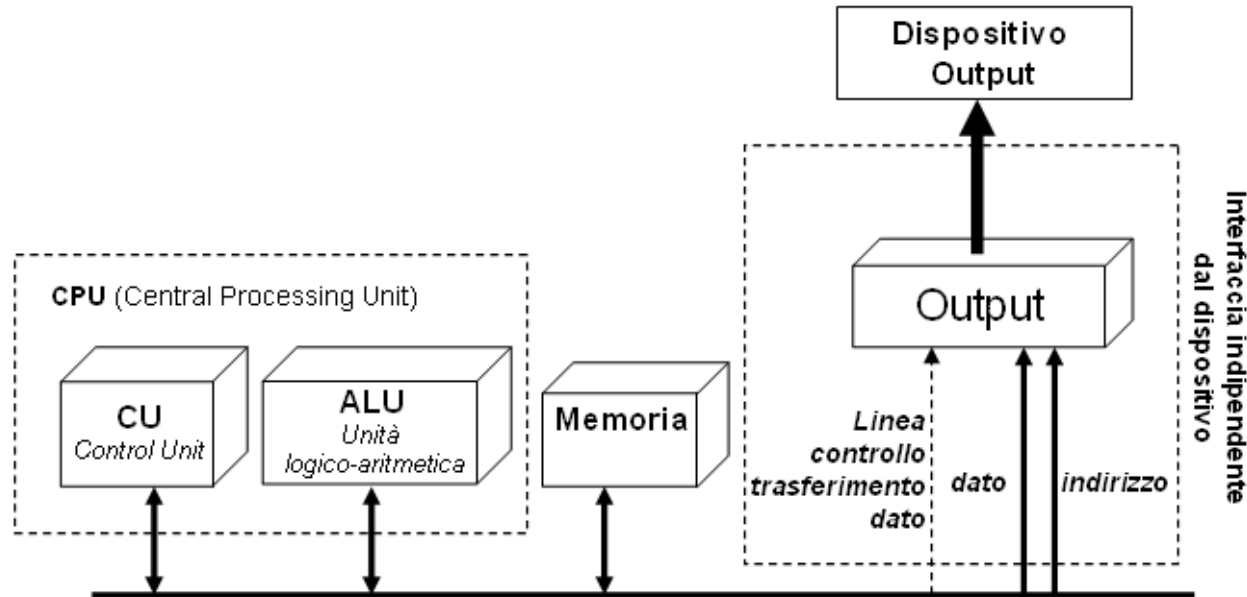 Dispositivo
Output
Interfaccia indipendente
dal dispositivo
Output
CPU (Central Processing Unit)
CU
Control Unit
ALU
Unità
logico-aritmetica
Memoria
Linea
controllo
trasferimento
dato
dato
indirizzo